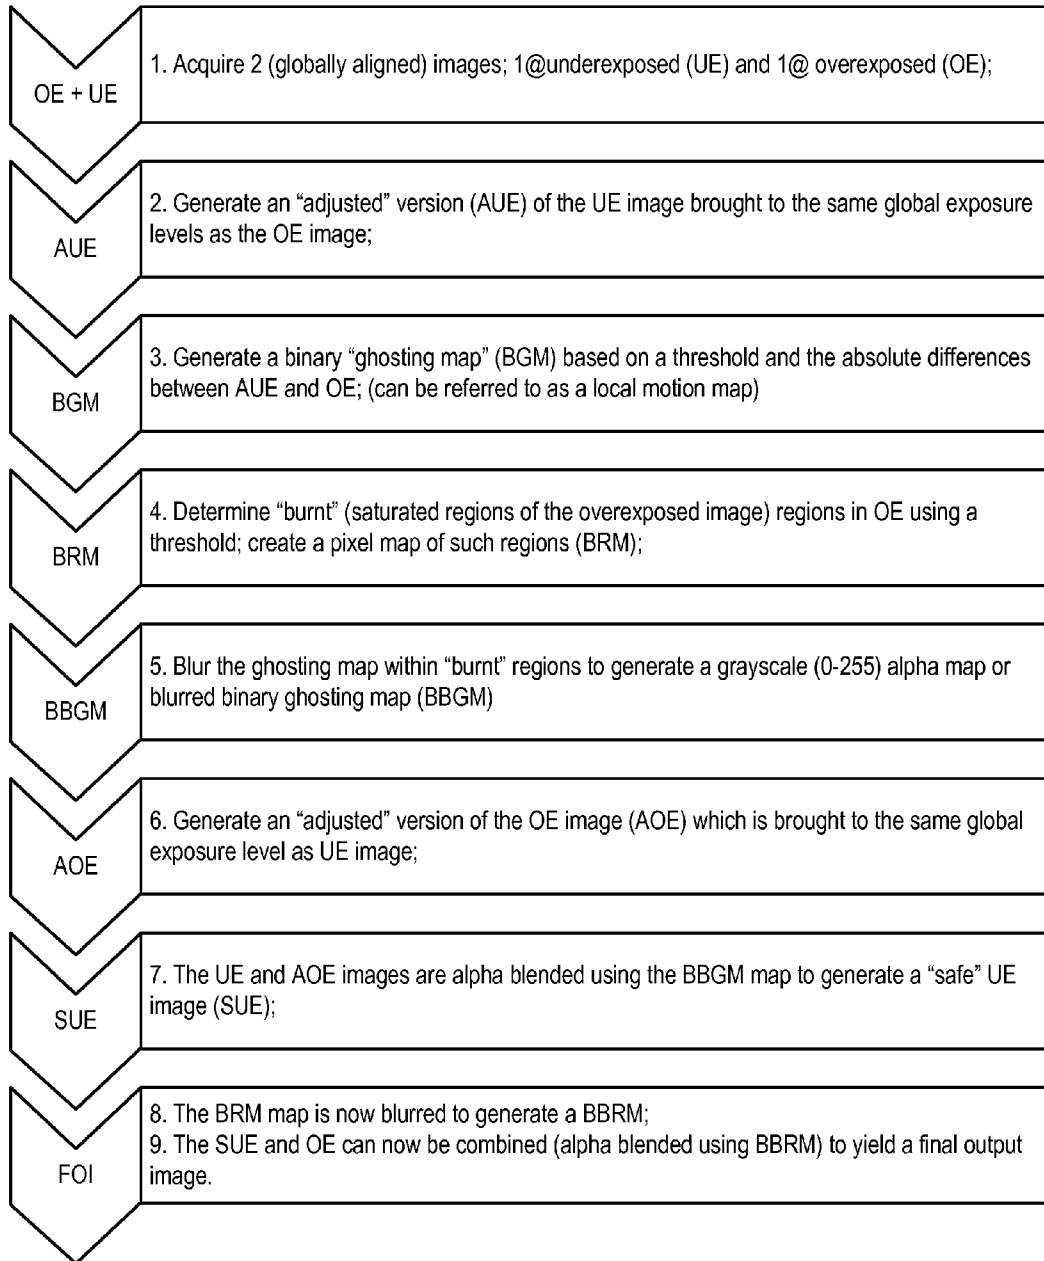 OE + UE
1. Acquire 2 (globally aligned) images; 1@underexposed (UE) and 1@ overexposed (OE);
AUE
2. Generate an “adjusted” version (AUE) of the UE image brought to the same global exposure
levels as the OE image;
BGM
3. Generate a binary “ghosting map” (BGM) based on a threshold and the absolute differences
between AUE and OE; (can be referred to as a local motion map)
BRM
4. Determine “burnt” (saturated regions of the overexposed image) regions in OE using a
threshold; create a pixel map of such regions (BRM);
BBGM
5. Blur the ghosting map within “burnt” regions to generate a grayscale (0-255) alpha map or
blurred binary ghosting map (BBGM)
AOE
6. Generate an “adjusted” version of the OE image (AOE) which is brought to the same global
exposure level as UE image;
SUE
7. The UE and AOE images are alpha blended using the BBGM map to generate a “safe” UE
image (SUE);
FOI
8. The BRM map is now blurred to generate a BBRM;
9. The SUE and OE can now be combined (alpha blended using BBRM) to yield a final output
image.